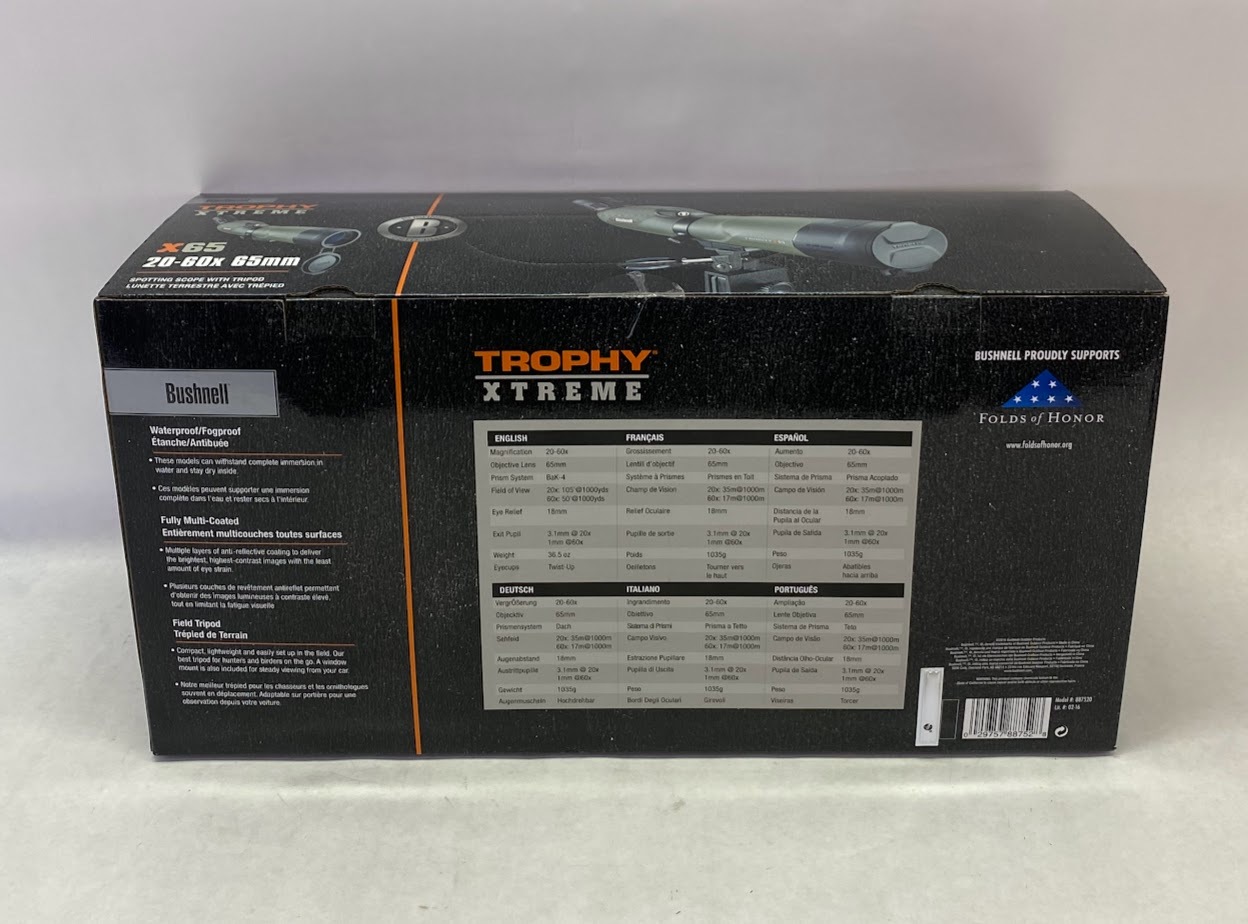 TROPHY
XTREME
X65
20-60x 65mm
SPOTTING SCOPE WITH TRIPOD
LUNETTE TERRESTRE AVEC TRÉPIED
B
Bushnell
Bushnell
Waterproof/Fogproof
Étanche/Antibuée
• These models can withstand complete immersion in
water and stay dry inside.
• Ces modèles peuvent supporter une immersion
complète dans l'eau et rester secs à l'intérieur.
Fully Multi-Coated
Entièrement multicouches toutes surfaces
• Multiple layers of anti-reflective coating to deliver
the brightest, highest-contrast images with the least
amount of eye strain.
• Plusieurs couches de revêtement antireflet permettent
d'obtenir des images lumineuses à contraste élevé,
tout en limitant la fatigue visuelle
Field Tripod
Trépied de Terrain
• Compact, lightweight and easily set up in the field. Our
best tripod for hunters and birders on the go. A window
mount is also included for steady viewing from your car.
• Notre meilleur trépied pour les chasseurs et les ornithologues
souvent en déplacement. Adaptable sur portière pour une
observation depuis votre voiture.
TROPHY®
XTREME
ENGLISH FRANÇAIS ESPAÑOL
Magnification 20-60x Grossissement 20-60x Aumento 20-60x
Objective Lens 65mm Lentill d'objectif 65mm Objectivo 65mm
Prism System BaK-4 Système à Prismes Prismes en Toit Sistema de Prisma Prisma Acoplado
Field of View 20x: 105'@1000yds Champ de Vision 20x: 35m@1000m Campo de Visión 20x: 35m@1000m
60x: 50'@1000yds 60x: 17m@1000m 60x: 17m@1000m
Eye Relief 18mm Relief Oculaire 18mm Distancia de la 18mm
Pupila al Ocular
Exit Pupil 3.1mm @ 20x Pupille de sortie 3.1mm @ 20x Pupila de Salida 3.1mm @ 20x
1mm @60x 1mm @60x 1mm @60x
Weight 36.5 oz Poids 1035g Peso 1035g
Eyecups Twist-Up Oeilletons Tourner vers Ojeras Abatibles
le haut hacia arriba
DEUTSCH ITALIANO PORTUGUÊS
VergrÖßerung 20-60x Ingrandimento 20-60x Ampliação 20-60x
Objecktiv 65mm Obiettivo 65mm Lente Objetiva 65mm
Prismensystem Dach Sistema di Prismi Prisma a Tetto Sistema de Prisma Teto
Sehfeld 20x: 35m@1000m Campo Visivo 20x: 35m@1000m Campo de Visão 20x: 35m@1000m
60x: 17m@1000m 60x: 17m@1000m 60x: 17m@1000m
Augenabstand 18mm Estrazione Pupillare 18mm Distância Olho-Ocular 18mm
Austrittpupille 3.1mm @ 20x Pupilla di Uscita 3.1mm @ 20x Pupila de Saída 3.1mm @ 20x
1mm @60x 1mm @60x 1mm @60x
Gewicht 1035g Peso 1035g Peso 1035g
Augenmuscheln Hochdrehbar Bordi Degli Oculari Girevoli Viseiras Torcer
BUSHNELL PROUDLY SUPPORTS
FOLDS of HONOR
www.foldsofhonor.org
Model #: 887520
Lit. #: 02-16
0 29757 88752 8